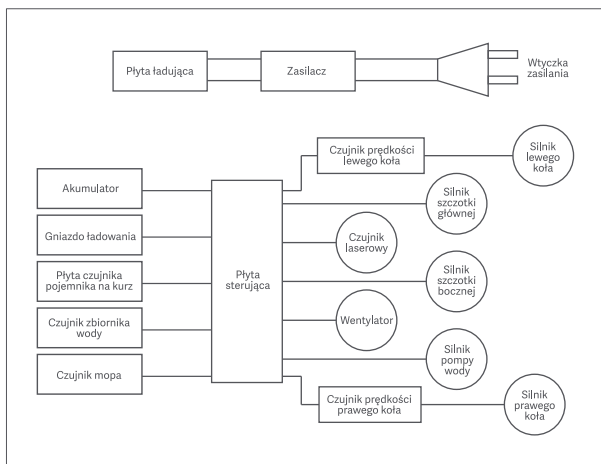 Płyta ładująca
Zasilacz
Wtyczka
zasilania
Czujnik prędkości
lewego koła
Silnik
lewego
koła
Akumulator
Silnik
szczotki
głównej
Gniazdo ładowania
Czujnik
laserowy
Płyta czujnika
pojemnika na kurz
Płyta
sterująca
Silnik
szczotki
bocznej
Czujnik zbiornika
wody
Wentylator
Czujnik mopa
Silnik
pompy
wody
Czujnik prędkości
prawego koła
Silnik
prawego
koła